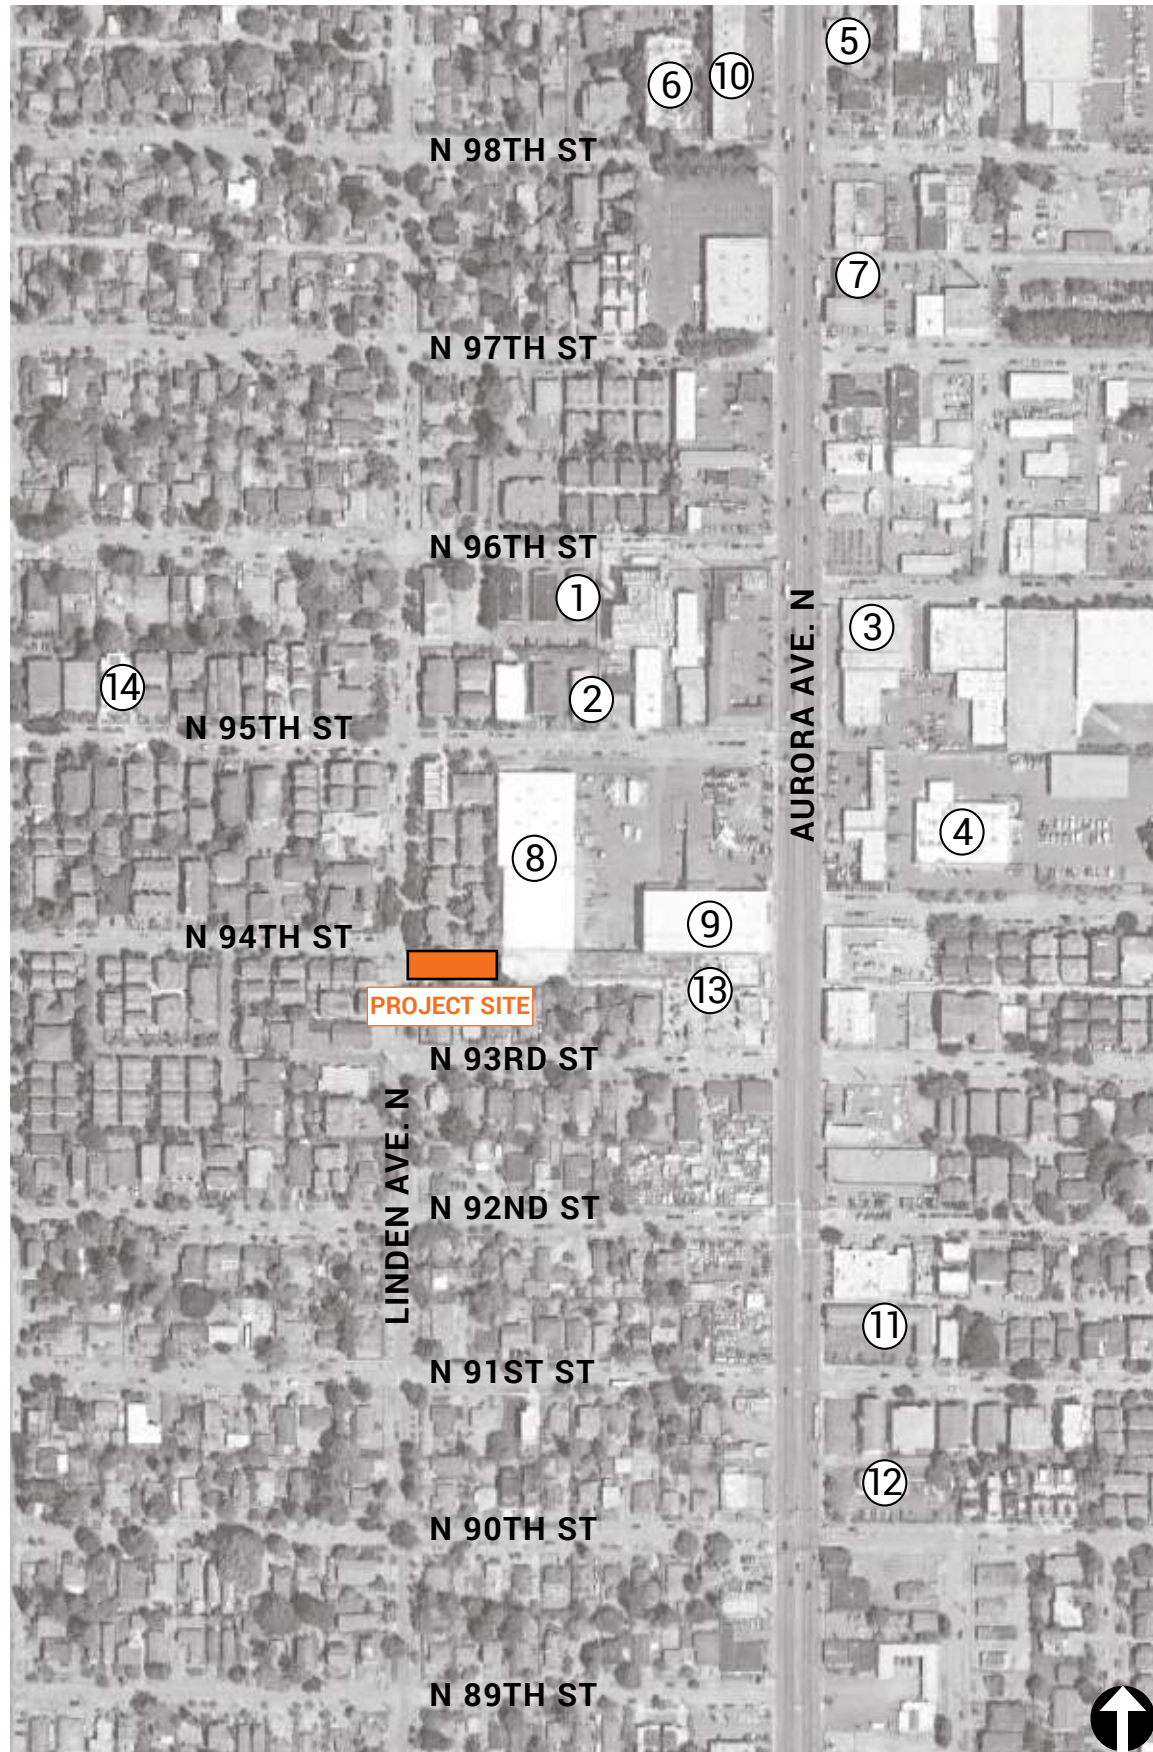 5
6
10
N 98TH ST
7
N 97TH ST
N 96TH ST
1
3
14
2
N 95TH ST
AURORA AVE. N
4
8
9
N 94TH ST
13
PROJECT SITE
N 93RD ST
LINDEN AVE. N
N 92ND ST
11
N 91ST ST
12
N 90TH ST
N 89TH ST